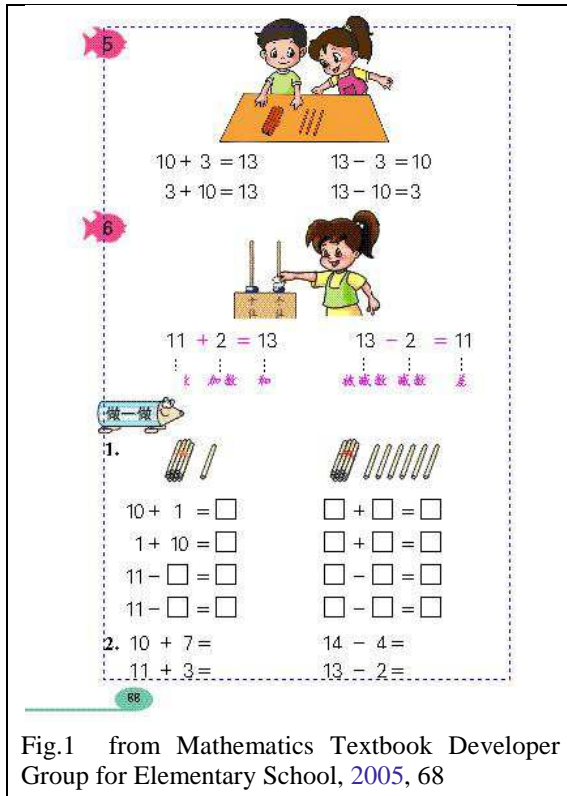 5
10 + 3 = 13 13 − 3 = 10
3 + 10 = 13 13 − 10 = 3
6
11 + 2 = 13 13 − 2 = 11
加数 和 被减数 减数 差
做一做
1.
10 + 1 = □ □ + □ = □
1 + 10 = □ □ + □ = □
11 − □ = □ □ − □ = □
11 − □ = □ □ − □ = □
2. 10 + 7 = 14 − 4 =
11 + 3 = 13 − 2 =
Fig.1 from Mathematics Textbook Developer
Group for Elementary School, 2005, 68